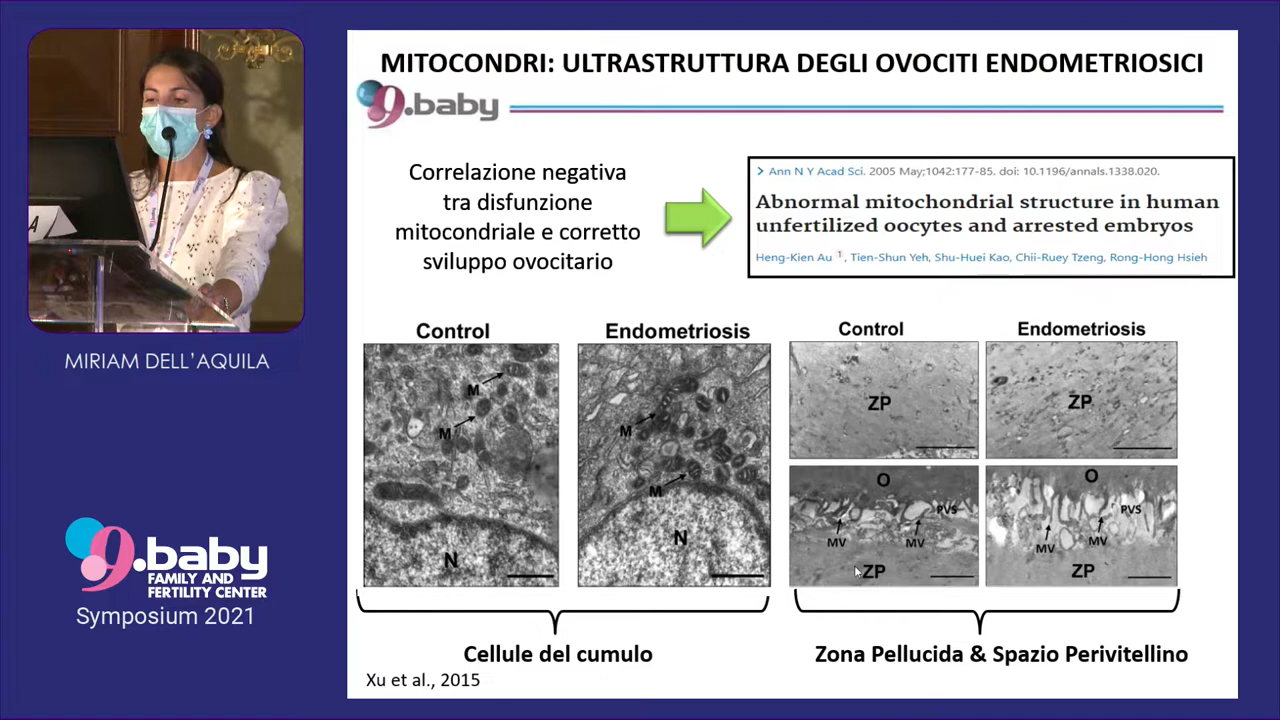 MITOCONDRI: ULTRASTRUTTURA DEGLI OVOCITI ENDOMETRIOSICI
9.baby
Correlazione negativa
tra disfunzione
mitocondriale e corretto
sviluppo ovocitario
> Ann N Y Acad Sci. 2005 May;1042:177-85. doi: 10.1196/annals.1338.020.
Abnormal mitochondrial structure in human
unfertilized oocytes and arrested embryos
Heng-Kien Au 1, Tien-Shun Yeh, Shu-Huei Kao, Chii-Ruey Tzeng, Rong-Hong Hsieh
Control
Endometriosis
M
M
N
M
M
N
Control
Endometriosis
ZP
ZP
O
PVS
MV
MV
ZP
O
PVS
MV
MV
ZP
Cellule del cumulo
Zona Pellucida & Spazio Perivitellino
Xu et al., 2015
A
MIRIAM DELL'AQUILA
9.baby
FAMILY AND
FERTILITY CENTER
Symposium 2021